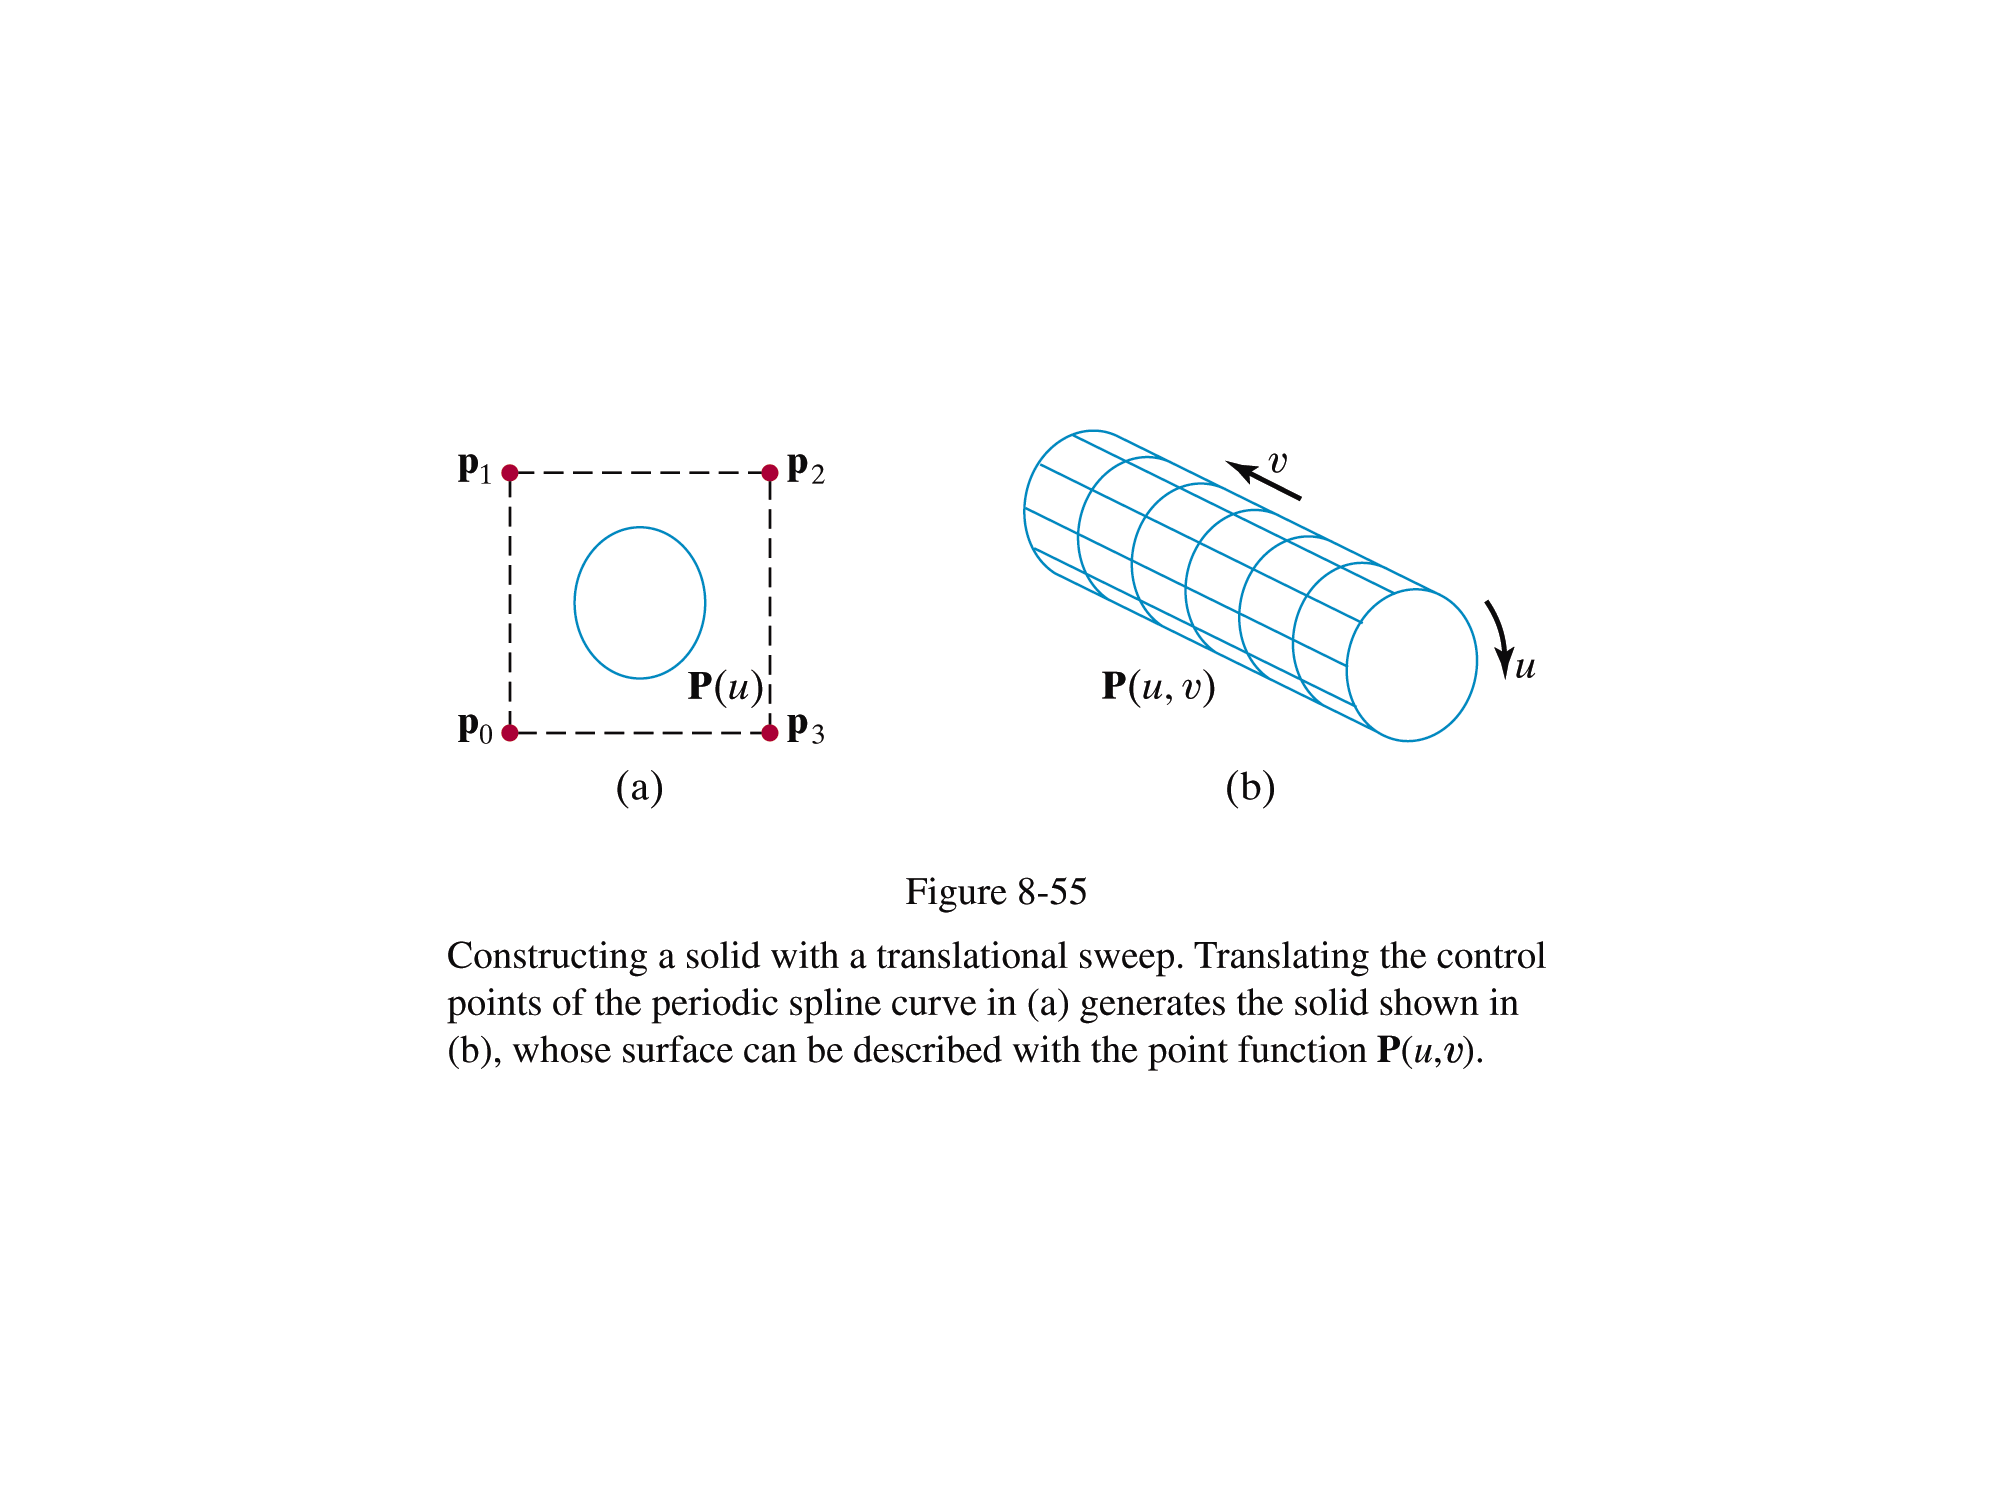 p1 p2 v
P(u) P(u, v) u
p0 p3
(a) (b)
Figure 8-55
Constructing a solid with a translational sweep. Translating the control
points of the periodic spline curve in (a) generates the solid shown in
(b), whose surface can be described with the point function P(u,v).